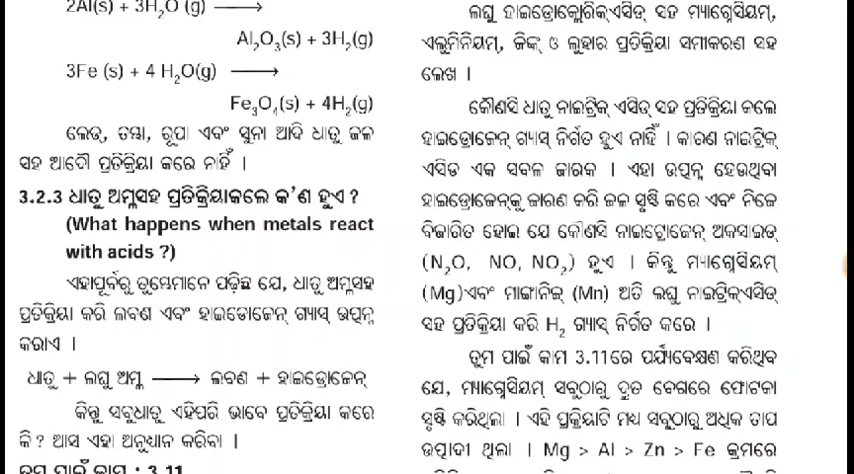 2Al(s) + 3H₂O (g) ⟶
Al₂O₃(s) + 3H₂(g)
3Fe (s) + 4 H₂O(g) ⟶
Fe₃O₄(s) + 4H₂(g)
ଲେଡ୍, ତମ୍ବା, ରୂପା ଏବଂ ସୁନା ଆଦି ଧାତୁ ଜଳ
ସହ ଆଦୌ ପ୍ରତିକ୍ରିୟା କରେ ନାହିଁ ।
3.2.3 ଧାତୁ ଅମ୍ଳସହ ପ୍ରତିକ୍ରିୟାକଲେ କ'ଣ ହୁଏ ?
(What happens when metals react
with acids ?)
ଏହାପୂର୍ବରୁ ତୁମ୍ଭେମାନେ ପଢ଼ିଛ ଯେ, ଧାତୁ ଅମ୍ଳସହ
ପ୍ରତିକ୍ରିୟା କରି ଲବଣ ଏବଂ ହାଇଡୋଜେନ୍ ଗ୍ୟାସ୍ ଉତ୍ପନ୍ନ
କରାଏ ।
ଧାତୁ + ଲଘୁ ଅମ୍ଳ ⟶ ଲବଣ + ହାଇଡ୍ରୋଜେନ୍
କିନ୍ତୁ ସବୁଧାତୁ ଏହିପରି ଭାବେ ପ୍ରତିକ୍ରିୟା କରେ
କି ? ଆସ ଏହା ଅନୁଧ୍ୟାନ କରିବା ।
ତୁମ ପାଇଁ କାମ : 3.11
ଲଘୁ ହାଇଡ୍ରୋକ୍ଲୋରିକ୍ଏସିଡ୍ ସହ ମ୍ୟାଗ୍ନେସିୟମ୍,
ଏଲୁମିନିୟମ୍, ଜିଙ୍କ୍ ଓ ଲୁହାର ପ୍ରତିକ୍ରିୟା ସମୀକରଣ ସହ
ଲେଖ ।
କୌଣସି ଧାତୁ ନାଇଟ୍ରିକ୍ ଏସିଡ୍ ସହ ପ୍ରତିକ୍ରିୟା କଲେ
ହାଇଡ୍ରୋଜେନ୍ ଗ୍ୟାସ୍ ନିର୍ଗତ ହୁଏ ନାହିଁ । କାରଣ ନାଇଟ୍ରିକ୍
ଏସିଡ ଏକ ସବଳ ଜାରକ । ଏହା ଉତ୍ପନ୍ନ ହେଉଥିବା
ହାଇଡ୍ରୋଜେନ୍‌କୁ ଜାରଣ କରି ଜଳ ସୃଷ୍ଟି କରେ ଏବଂ ନିଜେ
ବିଜାରିତ ହୋଇ ଯେ କୌଣସି ନାଇଟ୍ରୋଜେନ୍ ଅକସାଇଡ୍
(N₂O, NO, NO₂) ହୁଏ । କିନ୍ତୁ ମ୍ୟାଗ୍ନେସିୟମ୍
(Mg)ଏବଂ ମାଙ୍ଗାନିଜ୍ (Mn) ଅତି ଲଘୁ ନାଇଟ୍ରିକ୍ଏସିଡ୍
ସହ ପ୍ରତିକ୍ରିୟା କରି H₂ ଗ୍ୟାସ୍ ନିର୍ଗତ କରେ ।
ତୁମ ପାଇଁ କାମ 3.11ରେ ପର୍ଯ୍ୟବେକ୍ଷଣ କରିଥିବ
ଯେ, ମ୍ୟାଗ୍ନେସିୟମ୍ ସବୁଠାରୁ ଦ୍ରୁତ ବେଗରେ ଫୋଟକା
ସୃଷ୍ଟି କରିଥିଲା । ଏହି ପ୍ରକ୍ରିୟାଟି ମଧ୍ୟ ସବୁଠାରୁ ଅଧିକ ତାପ
ଉତ୍ପାଦୀ ଥିଲା । Mg > Al > Zn > Fe କ୍ରମରେ